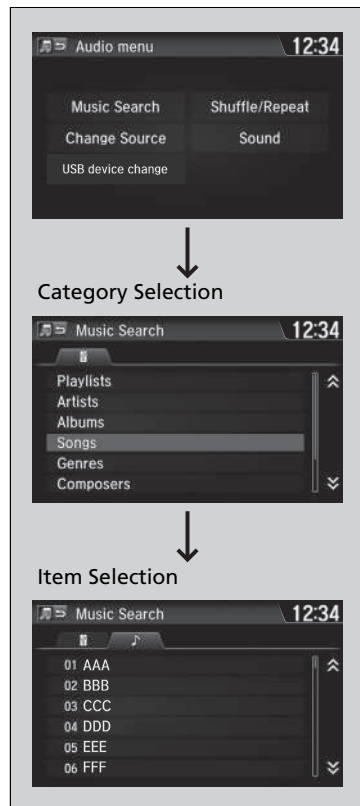 Audio menu 12:34
Music Search Shuffle/Repeat
Change Source Sound
USB device change
Category Selection
Music Search 12:34
Playlists
Artists
Albums
Songs
Genres
Composers
Item Selection
Music Search 12:34
01 AAA
02 BBB
03 CCC
04 DDD
05 EEE
06 FFF